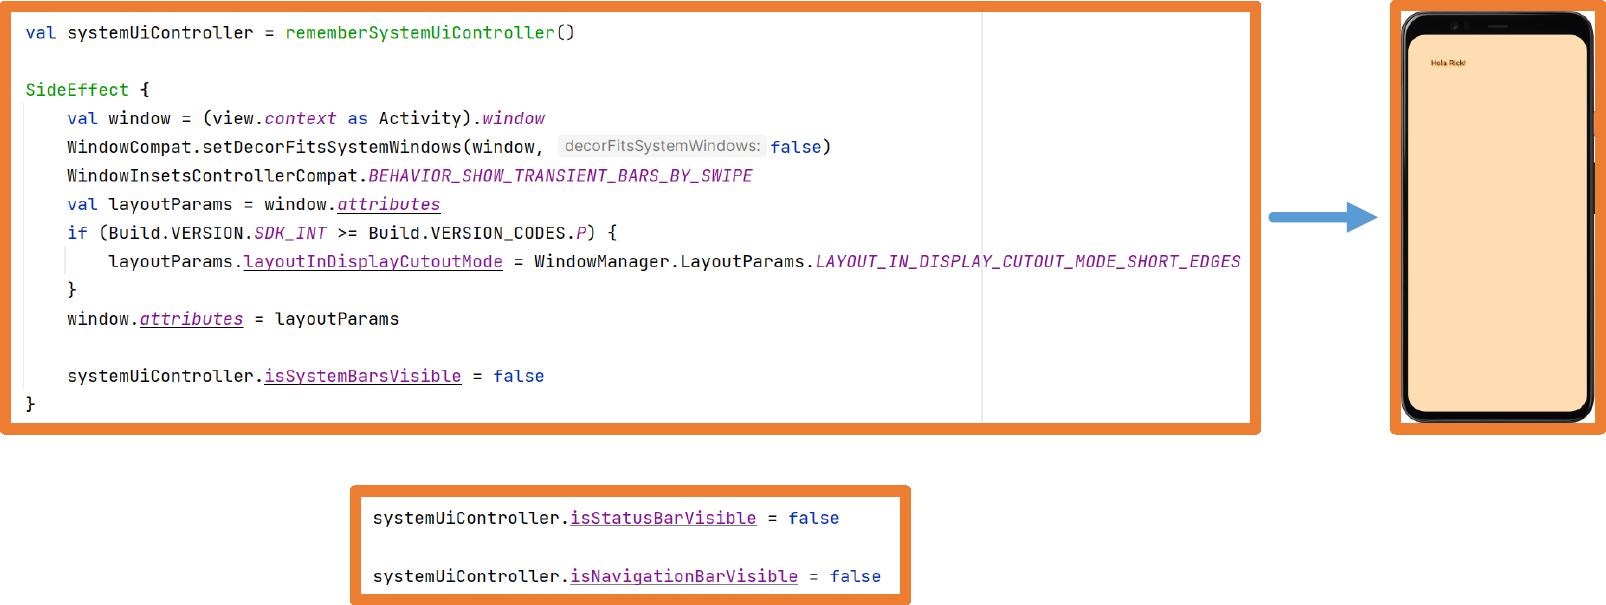 val systemUiController = rememberSystemUiController()
SideEffect {
val window = (view.context as Activity).window
WindowCompat.setDecorFitsSystemWindows(window, decorFitsSystemWindows: false)
WindowInsetsControllerCompat.BEHAVIOR_SHOW_TRANSIENT_BARS_BY_SWIPE
val layoutParams = window.attributes
if (Build.VERSION.SDK_INT >= Build.VERSION_CODES.P) {
layoutParams.layoutInDisplayCutoutMode = WindowManager.LayoutParams.LAYOUT_IN_DISPLAY_CUTOUT_MODE_SHORT_EDGES
}
window.attributes = layoutParams
systemUiController.isSystemBarsVisible = false
}
Hola Rick!
systemUiController.isStatusBarVisible = false
systemUiController.isNavigationBarVisible = false